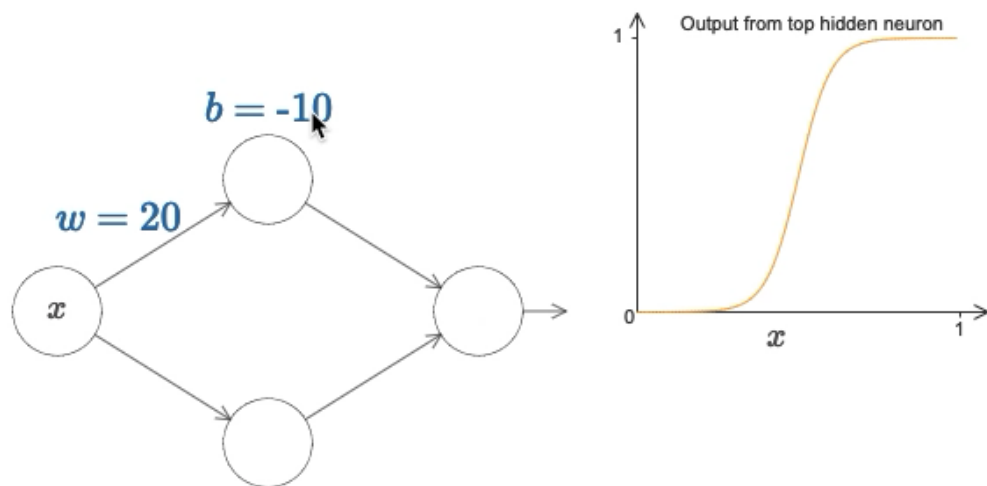 b = -10
w = 20
x
Output from top hidden neuron
1
0
x
1